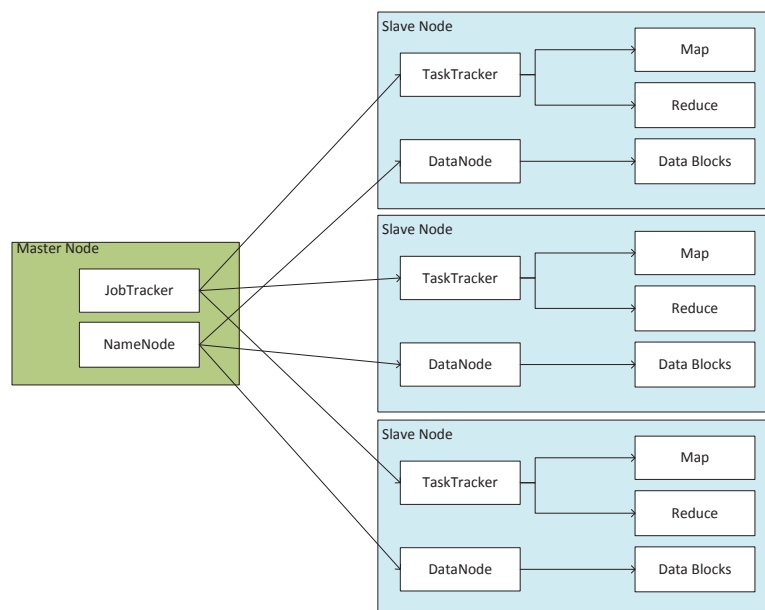 Master Node
JobTracker
NameNode
Slave Node
TaskTracker
Map
Reduce
DataNode
Data Blocks
Slave Node
TaskTracker
Map
Reduce
DataNode
Data Blocks
Slave Node
TaskTracker
Map
Reduce
DataNode
Data Blocks